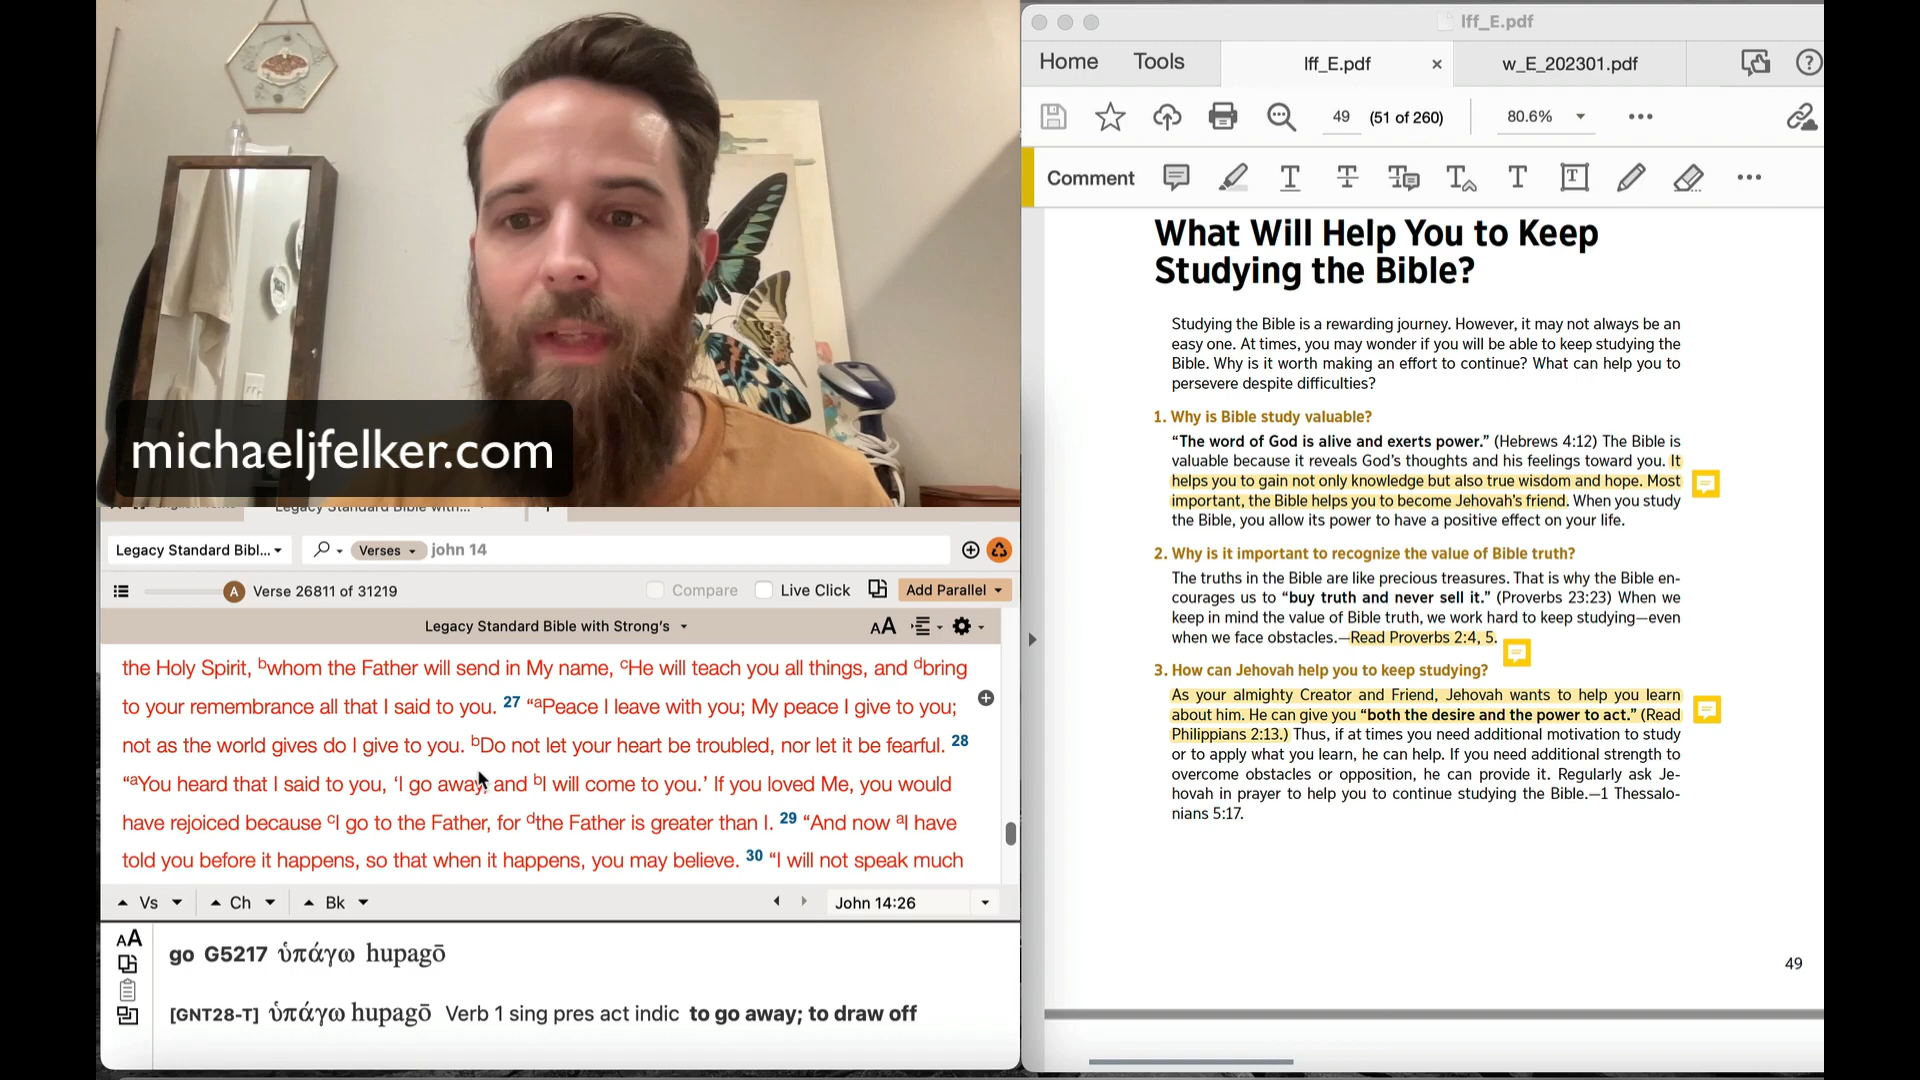 michaeljfelker.com
Legacy Standard Bible with...
Legacy Standard Bibl...
Verses
john 14
A
Verse 26811 of 31219
Compare
Live Click
Add Parallel
Legacy Standard Bible with Strong's
AA
the Holy Spirit, bwhom the Father will send in My name, cHe will teach you all things, and dbring
to your remembrance all that I said to you. 27 “aPeace I leave with you; My peace I give to you;
not as the world gives do I give to you. bDo not let your heart be troubled, nor let it be fearful. 28
“aYou heard that I said to you, ‘I go away, and bI will come to you.’ If you loved Me, you would
have rejoiced because cI go to the Father, for dthe Father is greater than I. 29 “And now aI have
told you before it happens, so that when it happens, you may believe. 30 “I will not speak much
Vs
Ch
Bk
John 14:26
AA
go G5217 ὑπάγω hupagō
[GNT28-T] ὑπάγω hupagō Verb 1 sing pres act indic to go away; to draw off
lff_E.pdf
Home
Tools
lff_E.pdf
w_E_202301.pdf
49
(51 of 260)
80.6%
Comment
What Will Help You to Keep
Studying the Bible?
Studying the Bible is a rewarding journey. However, it may not always be an
easy one. At times, you may wonder if you will be able to keep studying the
Bible. Why is it worth making an effort to continue? What can help you to
persevere despite difficulties?
1. Why is Bible study valuable?
“The word of God is alive and exerts power.” (Hebrews 4:12) The Bible is
valuable because it reveals God’s thoughts and his feelings toward you. It
helps you to gain not only knowledge but also true wisdom and hope. Most
important, the Bible helps you to become Jehovah’s friend. When you study
the Bible, you allow its power to have a positive effect on your life.
2. Why is it important to recognize the value of Bible truth?
The truths in the Bible are like precious treasures. That is why the Bible en-
courages us to “buy truth and never sell it.” (Proverbs 23:23) When we
keep in mind the value of Bible truth, we work hard to keep studying—even
when we face obstacles.—Read Proverbs 2:4, 5.
3. How can Jehovah help you to keep studying?
As your almighty Creator and Friend, Jehovah wants to help you learn
about him. He can give you “both the desire and the power to act.” (Read
Philippians 2:13.) Thus, if at times you need additional motivation to study
or to apply what you learn, he can help. If you need additional strength to
overcome obstacles or opposition, he can provide it. Regularly ask Je-
hovah in prayer to help you to continue studying the Bible.—1 Thessalo-
nians 5:17.
49